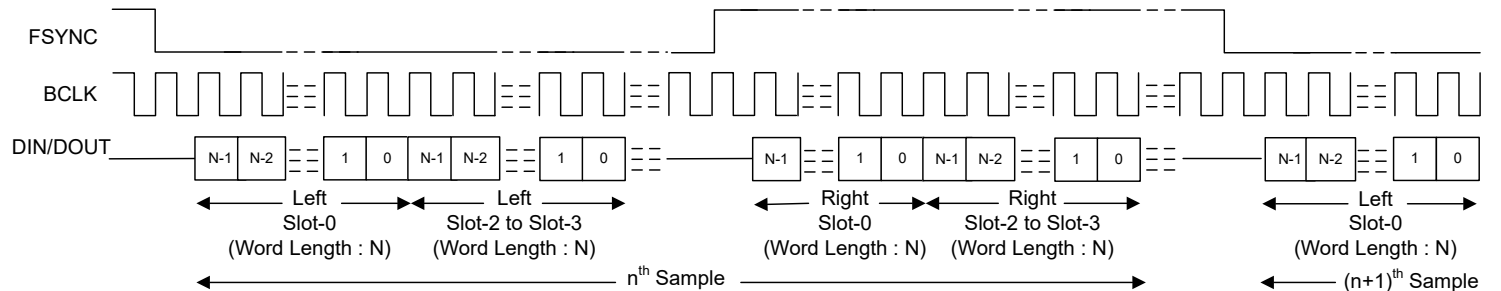 FSYNC
BCLK
DIN/DOUT
N-1 N-2 1 0 N-1 N-2 1 0 N-1 1 0 N-1 N-2 1 0 N-1 N-2 1 0
Left Left Right Right Left
Slot-0 Slot-2 to Slot-3 Slot-0 Slot-2 to Slot-3 Slot-0
(Word Length : N) (Word Length : N) (Word Length : N) (Word Length : N) (Word Length : N)
nth Sample (n+1)th Sample